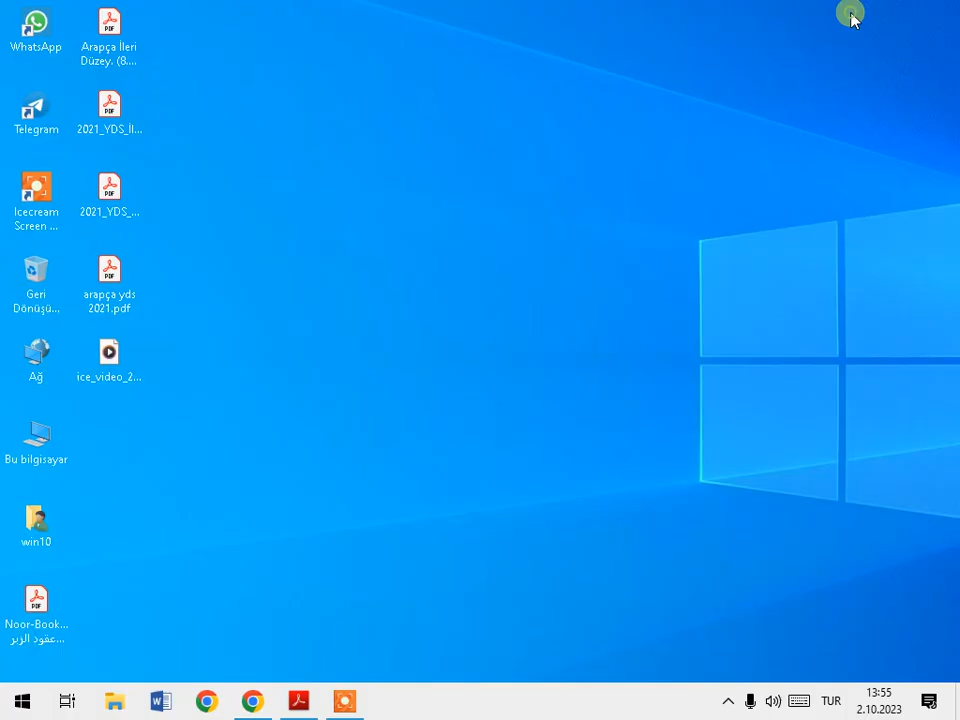 WhatsApp
Arapça İleri
Düzey. (8....
Telegram
2021_YDS_İl...
Icecream
Screen ...
2021_YDS_...
Geri
Dönüşü...
arapça yds
2021.pdf
Ağ
ice_video_2...
Bu bilgisayar
win10
Noor-Book...
عقود الزبر...
TUR
13:55
2.10.2023